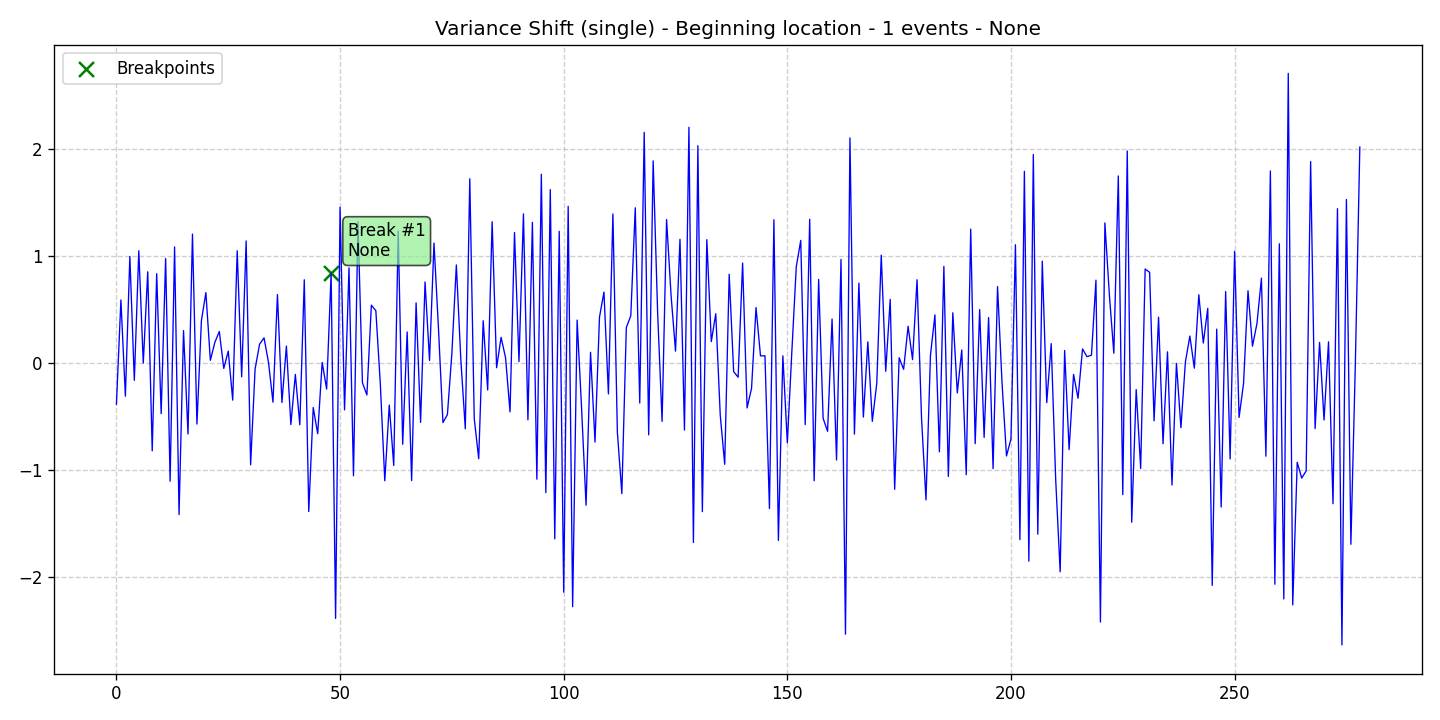 Variance Shift (single) - Beginning location - 1 events - None
Breakpoints
Break #1
None
2
1
0
−1
−2
0 50 100 150 200 250